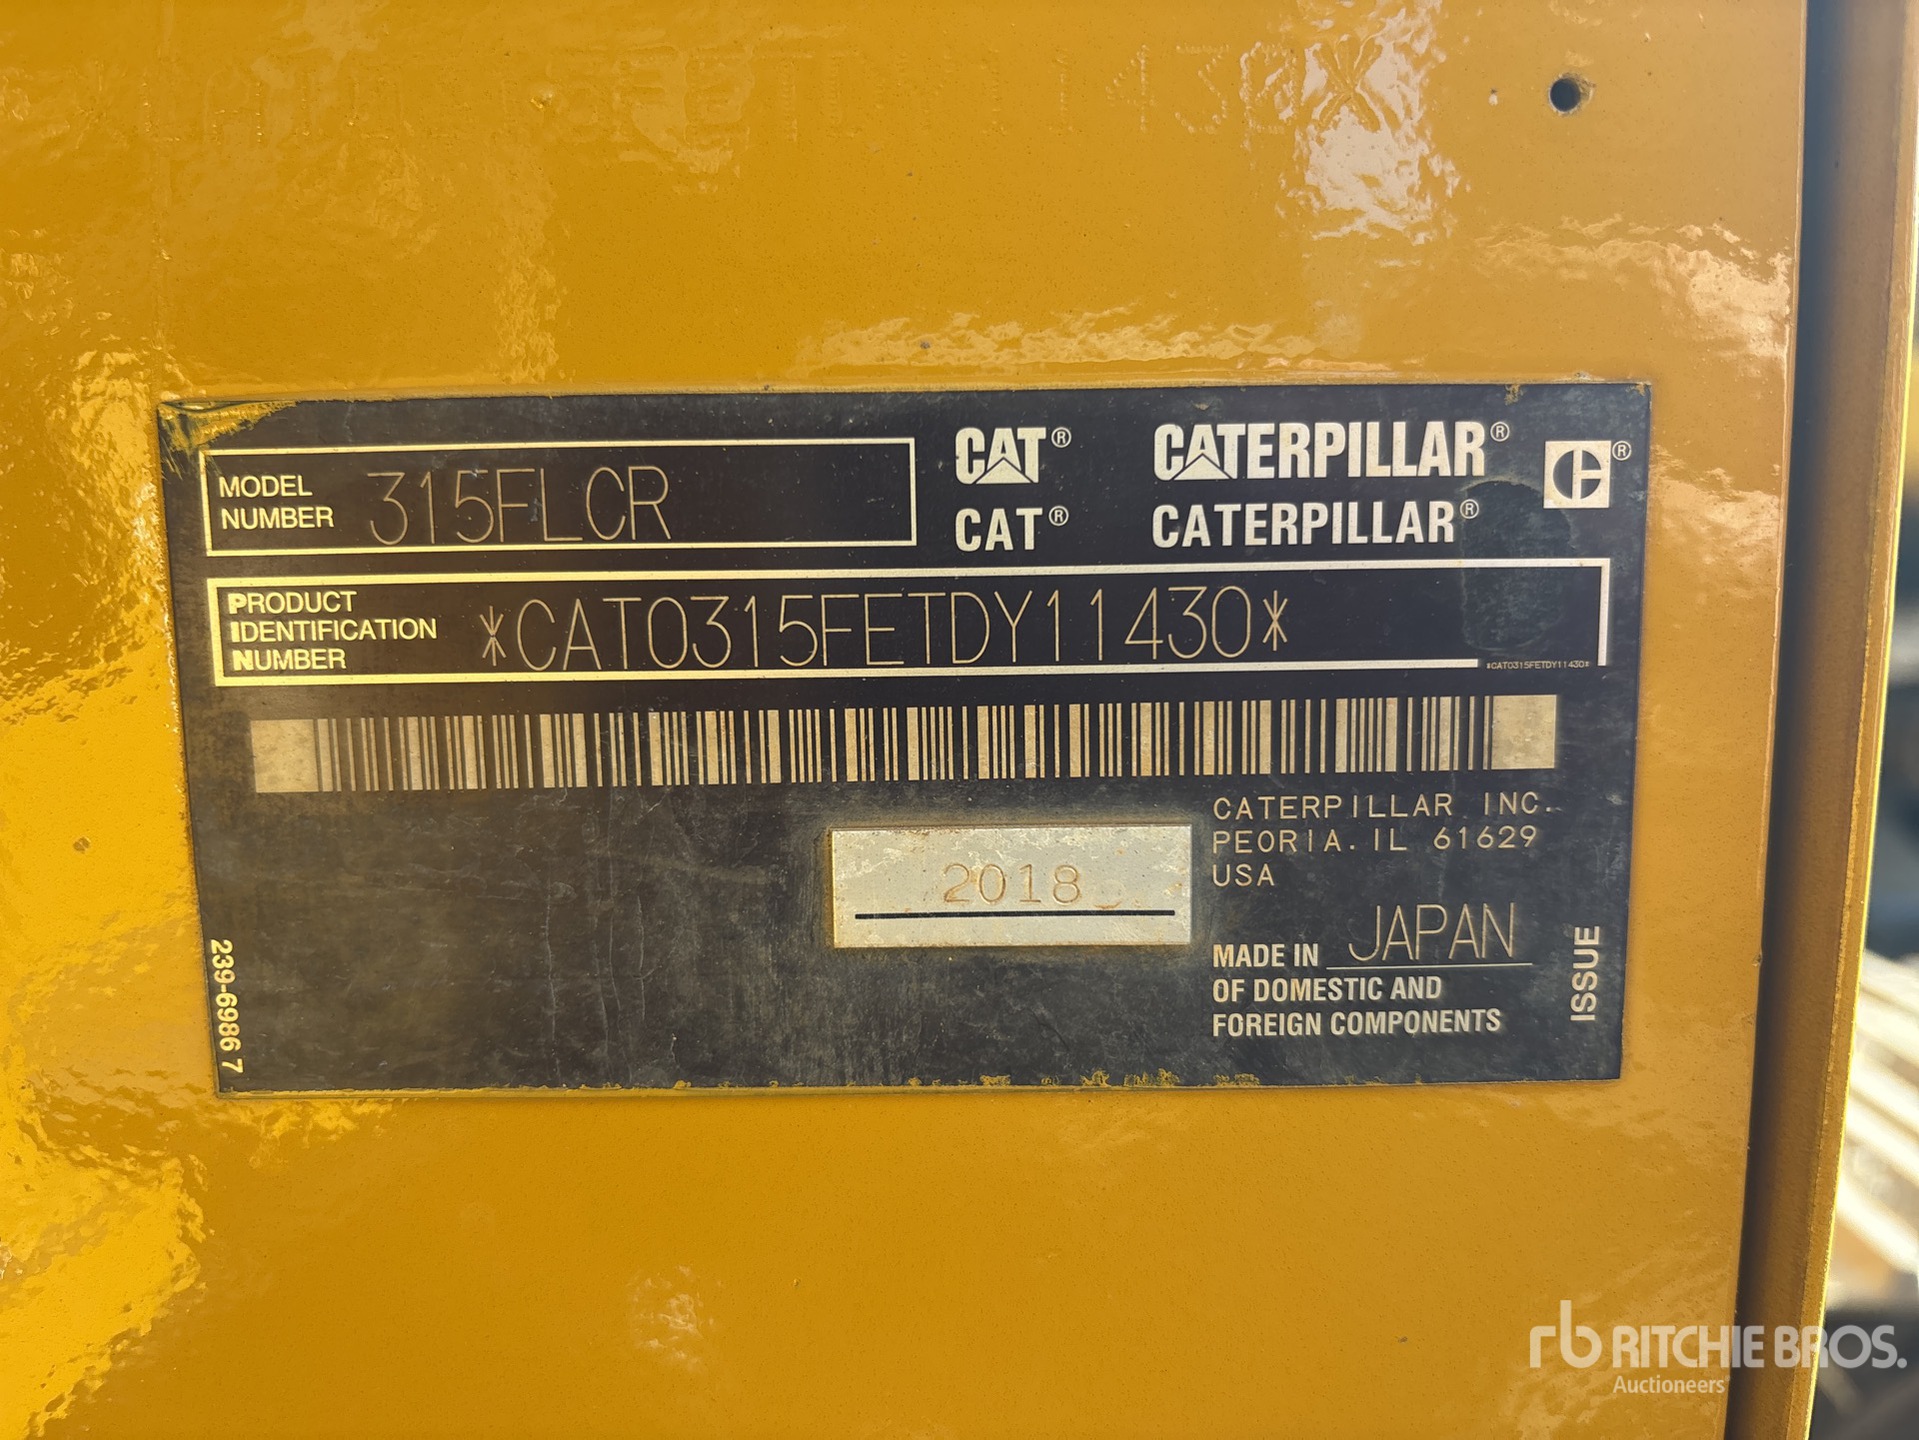 MODEL NUMBER 315FLCR
CAT® CATERPILLAR®
CAT® CATERPILLAR®
PRODUCT IDENTIFICATION NUMBER *CAT0315FETDY11430*
*CAT0315FETDY11430*
CATERPILLAR INC.
PEORIA. IL 61629
USA
2018
MADE IN JAPAN
OF DOMESTIC AND
FOREIGN COMPONENTS
ISSUE
239-6986 7
rb RITCHIE BROS.
Auctioneers